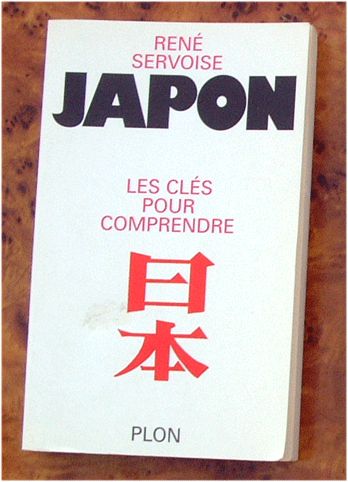 RENÉ
SERVOISE
JAPON
LES CLÉS
POUR
COMPRENDRE
日
本
PLON